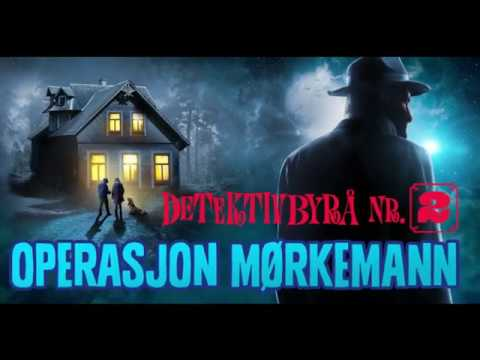 DETEKTIVBYRÅ NR. 2
OPERASJON MØRKEMANN